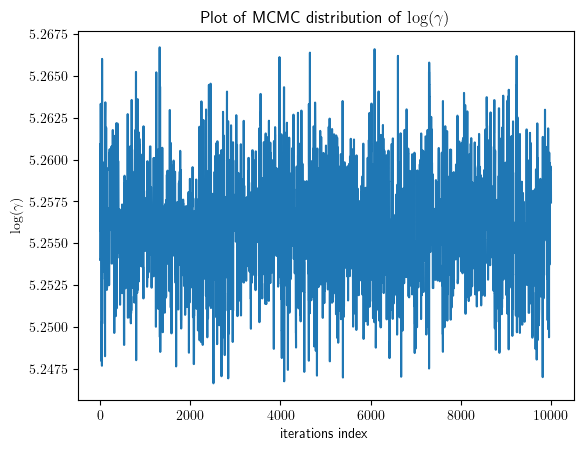 Plot of MCMC distribution of log(γ)
5.2675
5.2650
5.2625
5.2600
5.2575
5.2550
5.2525
5.2500
5.2475
log(γ)
0 2000 4000 6000 8000 10000
iterations index